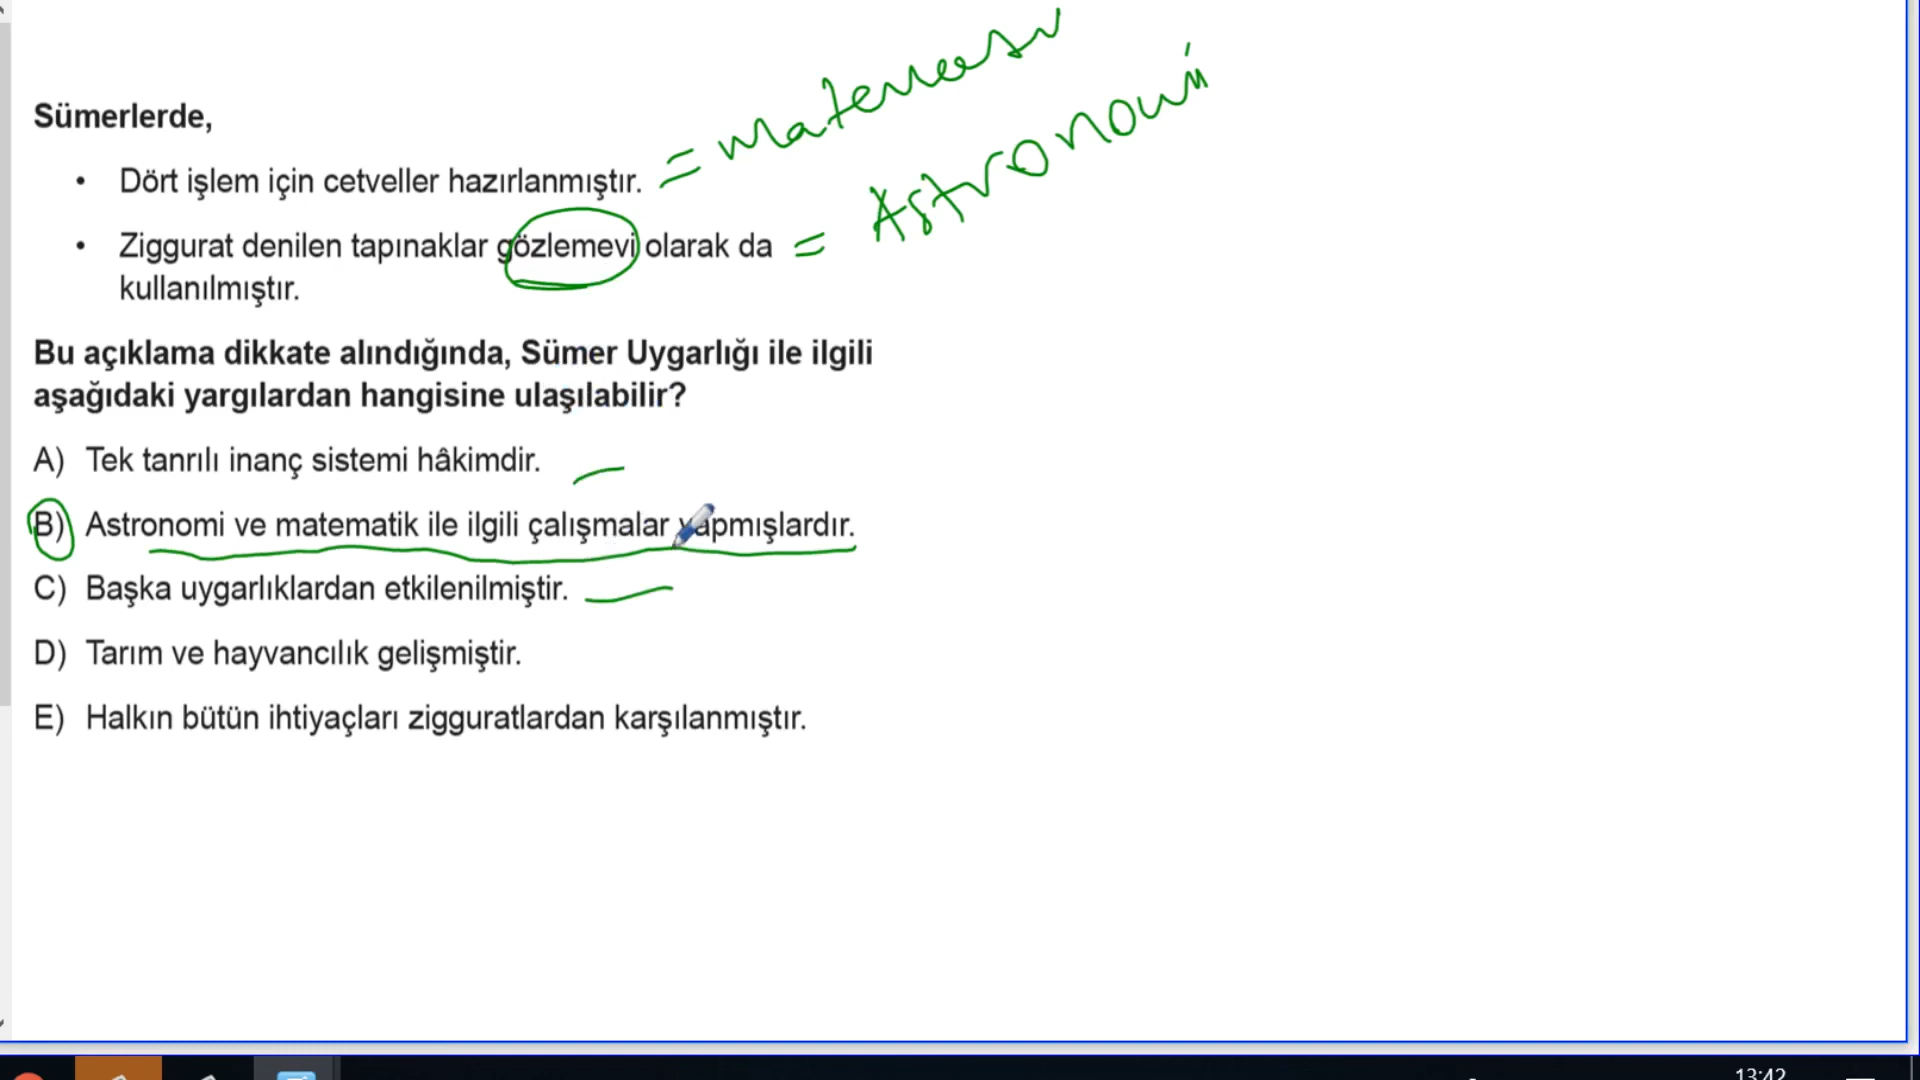 Sümerlerde,
• Dört işlem için cetveller hazırlanmıştır. =
• Ziggurat denilen tapınaklar gözlemevi olarak da = Astronomi
kullanılmıştır.
Bu açıklama dikkate alındığında, Sümer Uygarlığı ile ilgili
aşağıdaki yargılardan hangisine ulaşılabilir?
A) Tek tanrılı inanç sistemi hâkimdir.
B) Astronomi ve matematik ile ilgili çalışmalar yapmışlardır.
C) Başka uygarlıklardan etkilenilmiştir.
D) Tarım ve hayvancılık gelişmiştir.
E) Halkın bütün ihtiyaçları zigguratlardan karşılanmıştır.
13:42